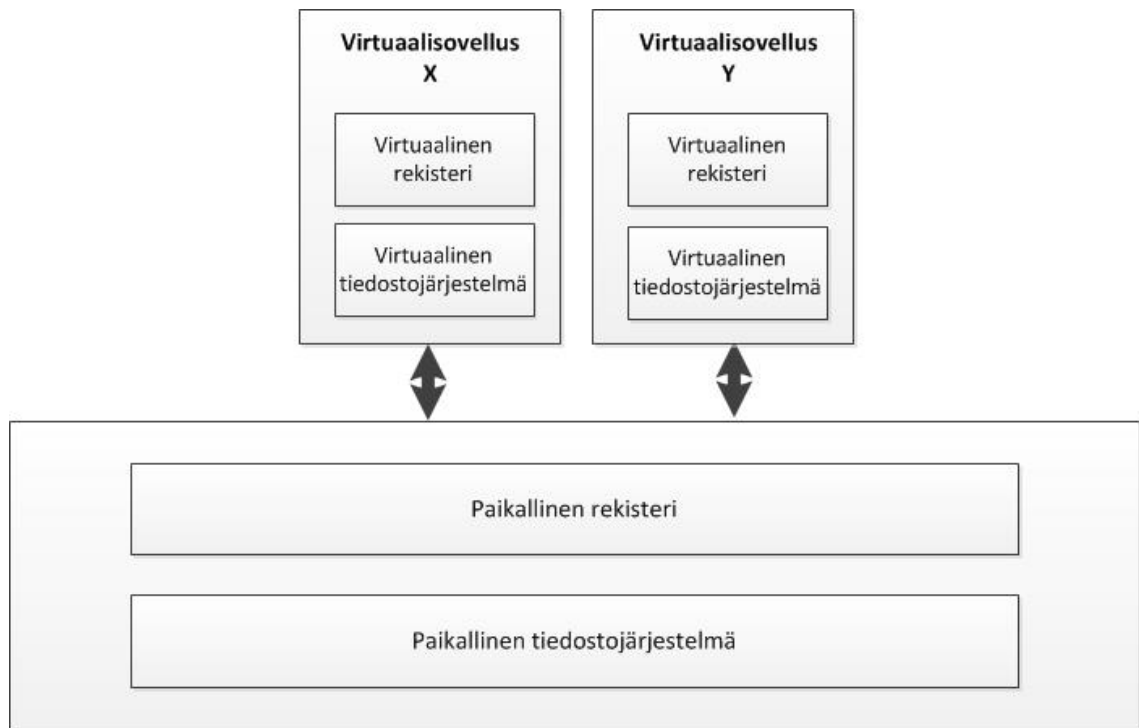 Virtuaalisovellus
X
Virtuaalinen
rekisteri
Virtuaalinen
tiedostojärjestelmä
Virtuaalisovellus
Y
Virtuaalinen
rekisteri
Virtuaalinen
tiedostojärjestelmä
Paikallinen rekisteri
Paikallinen tiedostojärjestelmä